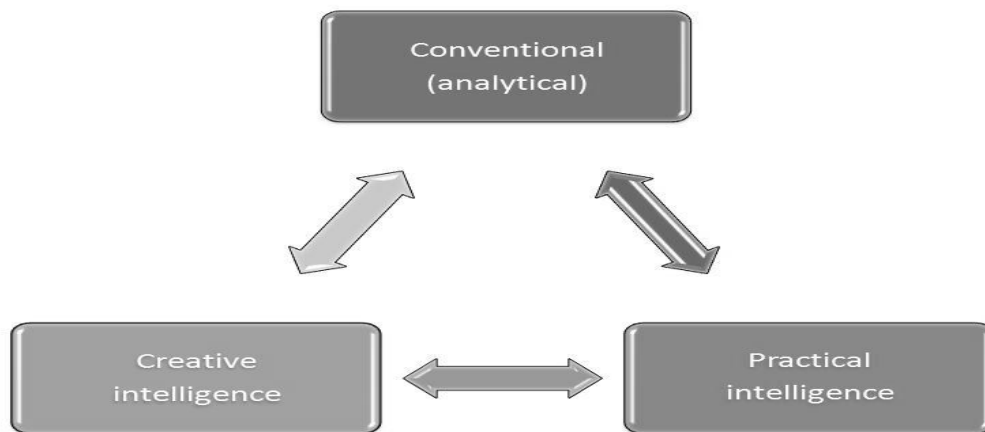 Conventional
(analytical)
Creative
intelligence
Practical
intelligence